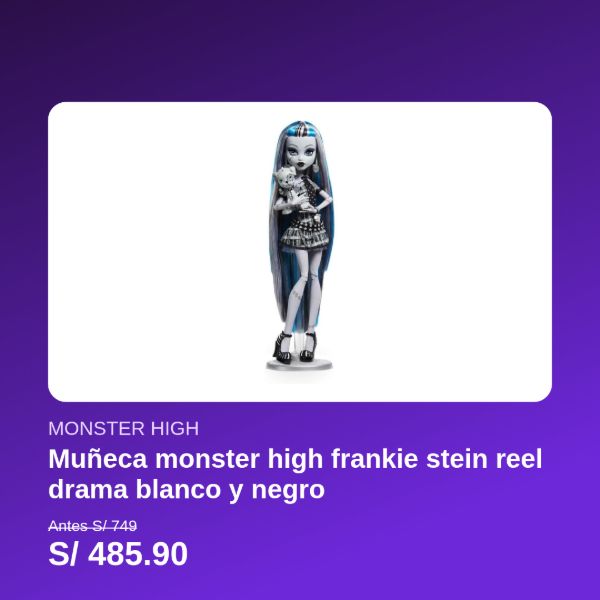 MONSTER HIGH
Muñeca monster high frankie stein reel
drama blanco y negro
Antes S/ 749
S/ 485.90